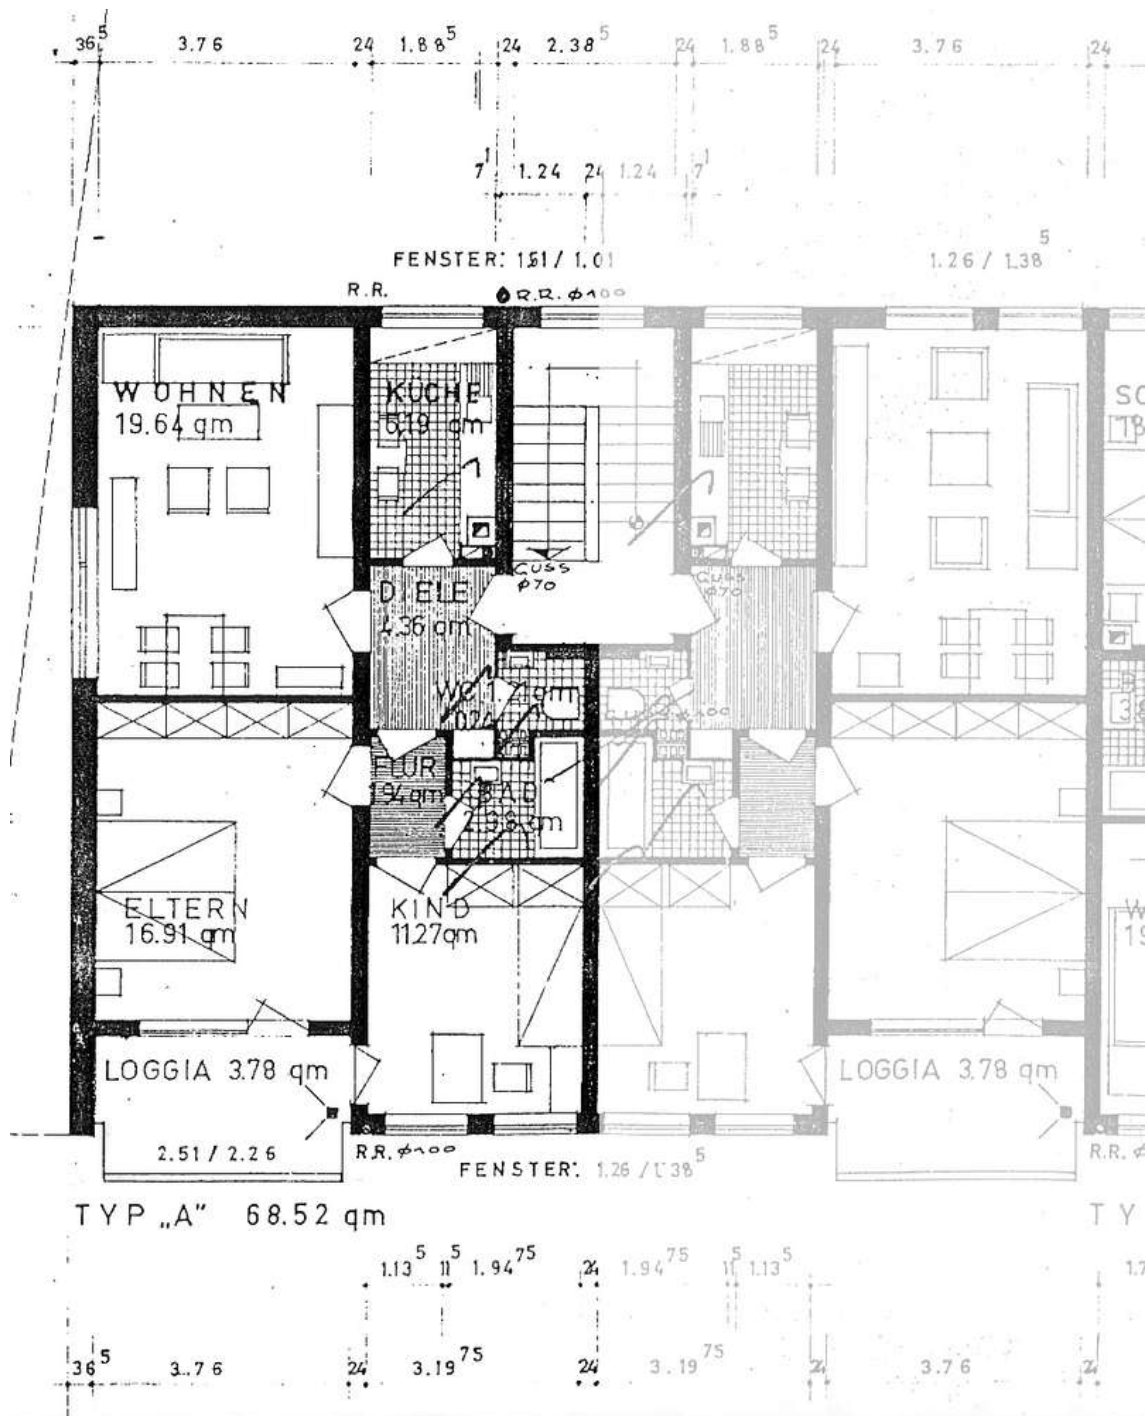 36⁵ 3.76 24 1.88⁵ 24 2.38⁵ 24 1.88⁵ 24 3.76 24
7¹ 1.24 24 1.24 7¹
FENSTER: 1.01 1.26 / 1.38⁵
R.R. R.R. ø100
WOHNEN
19.64 qm
KÜCHE
qm
SC
18
GUSS
ø70
GUSS
ø70
DIELE
4.36 qm
WC qm
FLUR
1.94 qm
BAD
2.98 qm
ELTERN
16.91 qm
KIND
11.27 qm
W
19
LOGGIA 3.78 qm
LOGGIA 3.78 qm
2.51 / 2.26
R.R. ø100
FENSTER: 1.26 / 1.38⁵
R.R. ø
TYP „A" 68.52 qm
TY
1.13⁵ 11⁵ 1.94⁷⁵ 24 1.94⁷⁵ 11⁵ 1.13⁵ 1.7
36⁵ 3.76 24 3.19⁷⁵ 24 3.19⁷⁵ 24 3.76 24